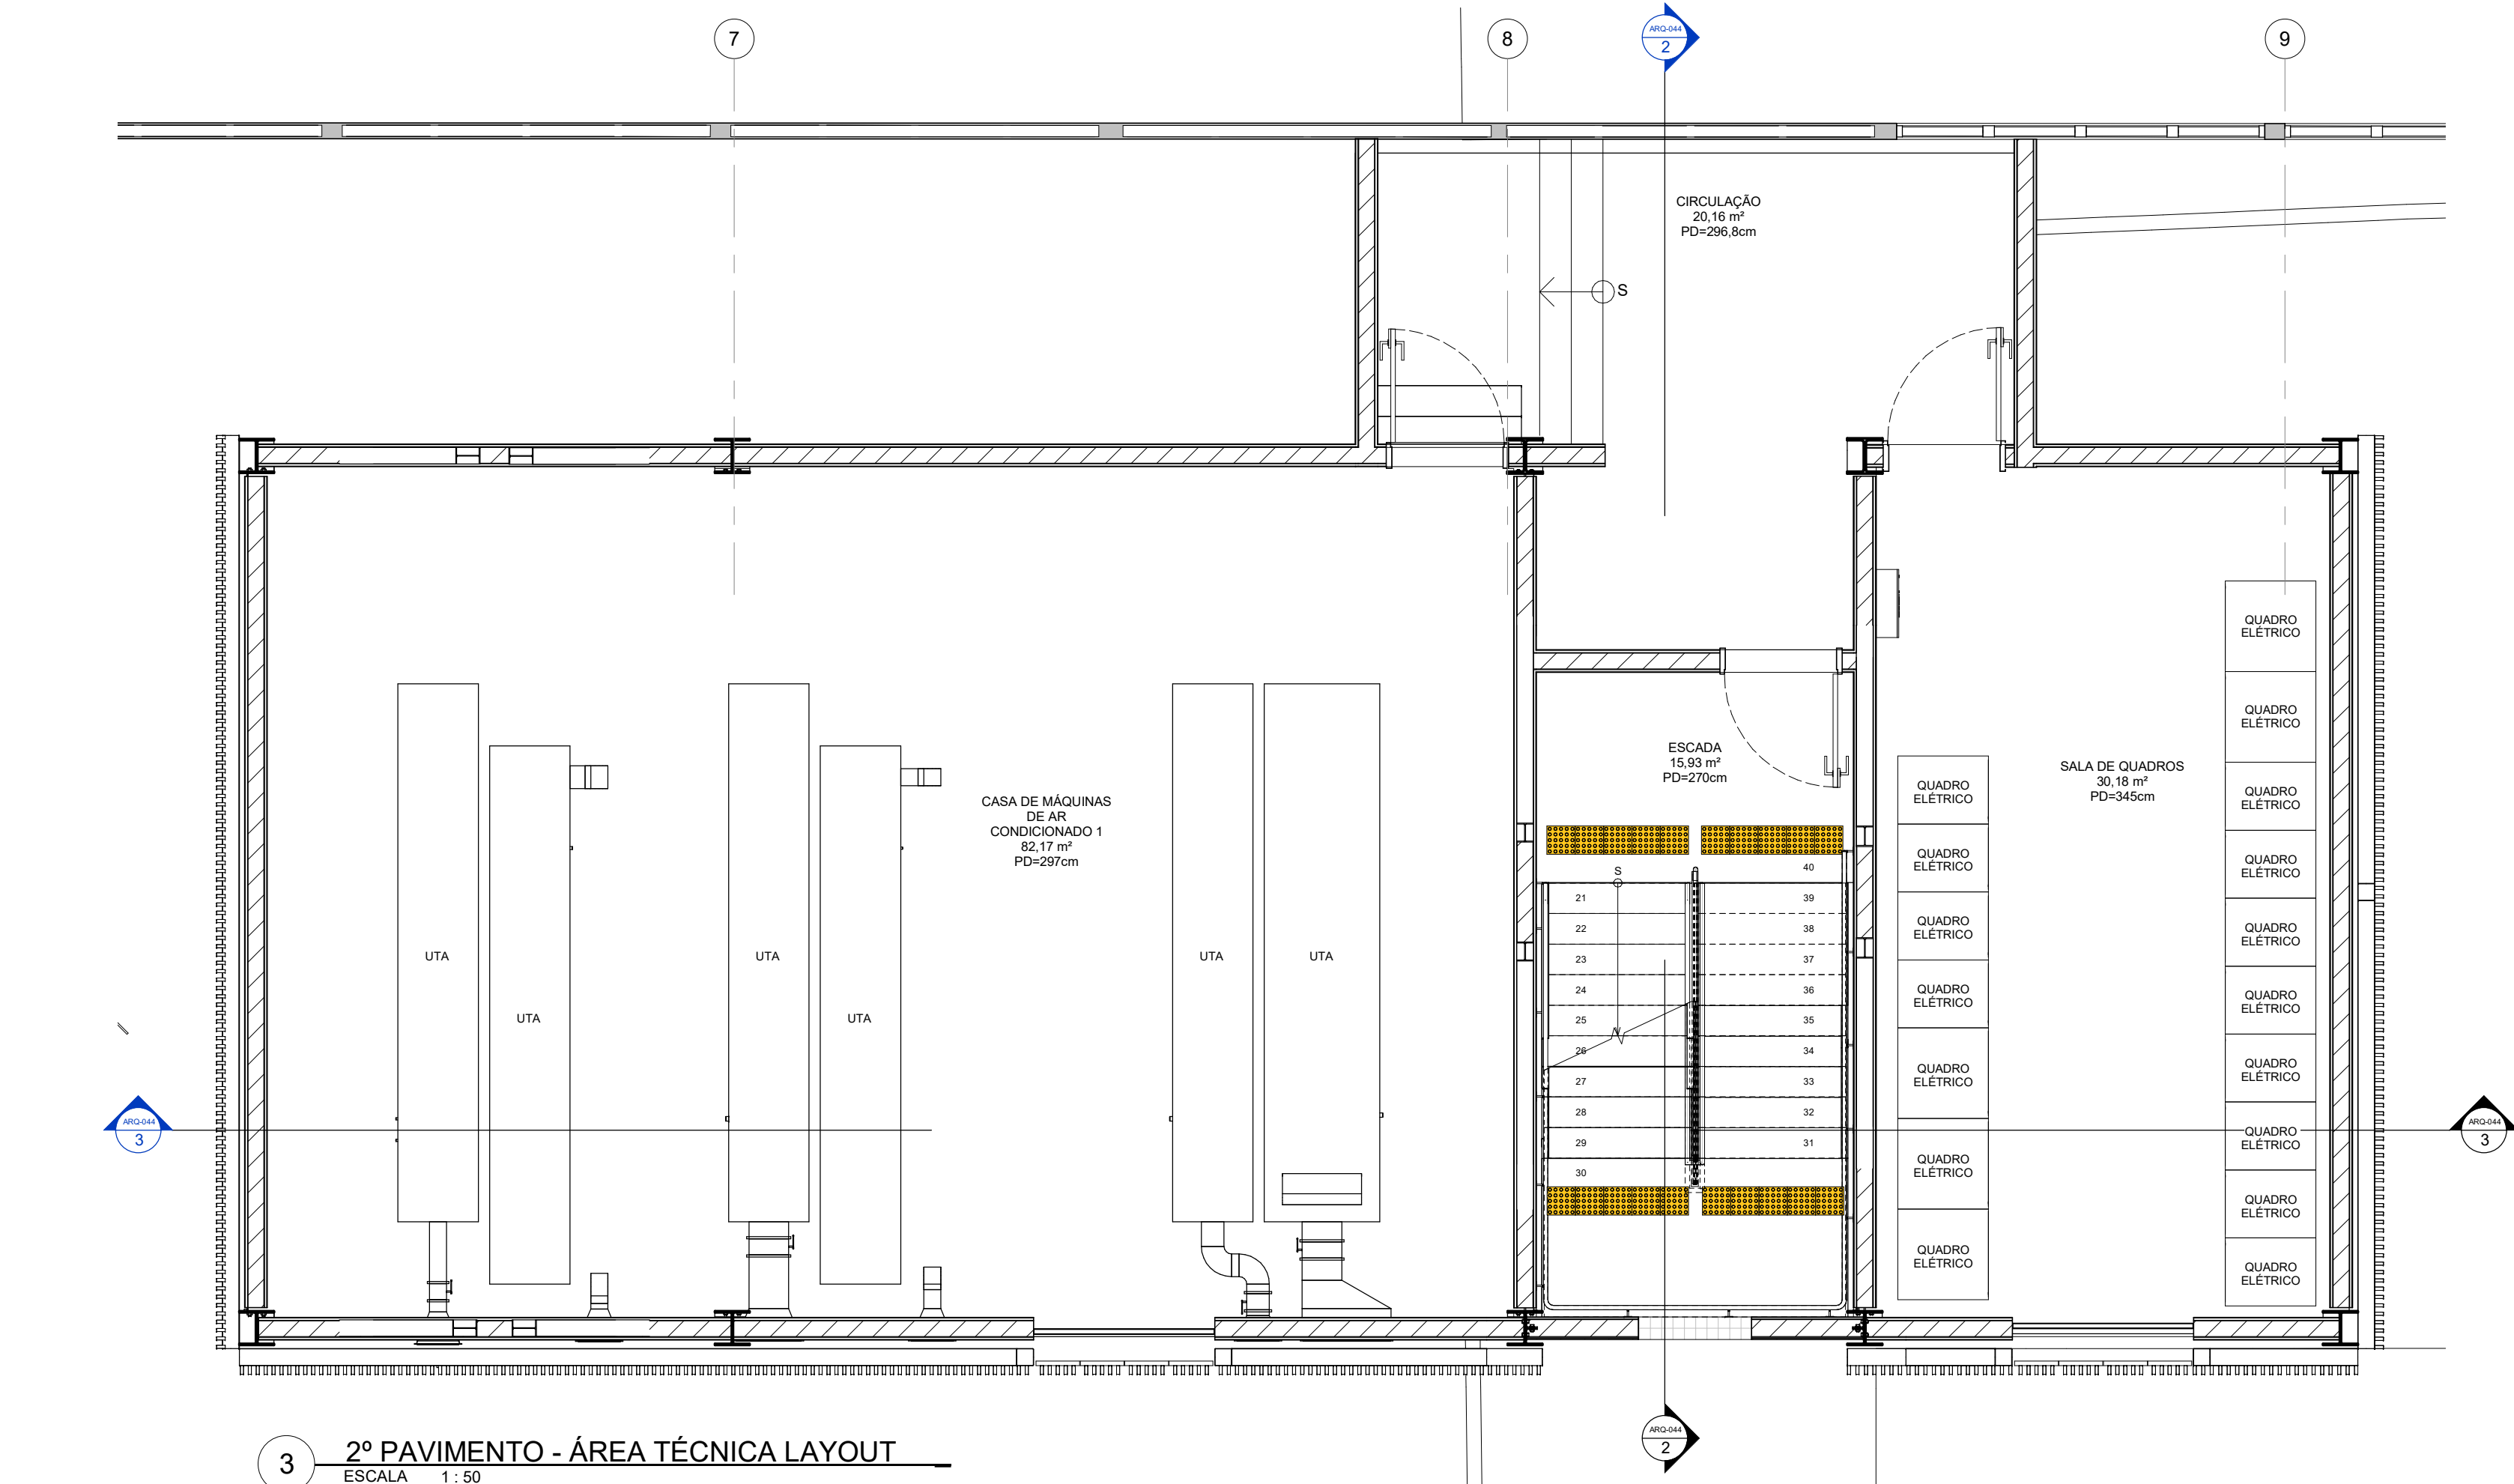 7
8
ARQ-044
2
9
CIRCULAÇÃO
20,16 m²
PD=296,8cm
S
QUADRO
ELÉTRICO
QUADRO
ELÉTRICO
QUADRO
ELÉTRICO
QUADRO
ELÉTRICO
QUADRO
ELÉTRICO
QUADRO
ELÉTRICO
QUADRO
ELÉTRICO
QUADRO
ELÉTRICO
QUADRO
ELÉTRICO
QUADRO
ELÉTRICO
SALA DE QUADROS
30,18 m²
PD=345cm
QUADRO
ELÉTRICO
QUADRO
ELÉTRICO
QUADRO
ELÉTRICO
QUADRO
ELÉTRICO
QUADRO
ELÉTRICO
QUADRO
ELÉTRICO
QUADRO
ELÉTRICO
ESCADA
15,93 m²
PD=270cm
S
40
21
39
22
38
23
37
24
36
25
35
26
34
27
33
28
32
29
31
30
CASA DE MÁQUINAS
DE AR
CONDICIONADO 1
82,17 m²
PD=297cm
UTA
UTA
UTA
UTA
UTA
UTA
ARQ-044
3
ARQ-044
3
ARQ-044
2
3
2º PAVIMENTO - ÁREA TÉCNICA LAYOUT
ESCALA 1 : 50